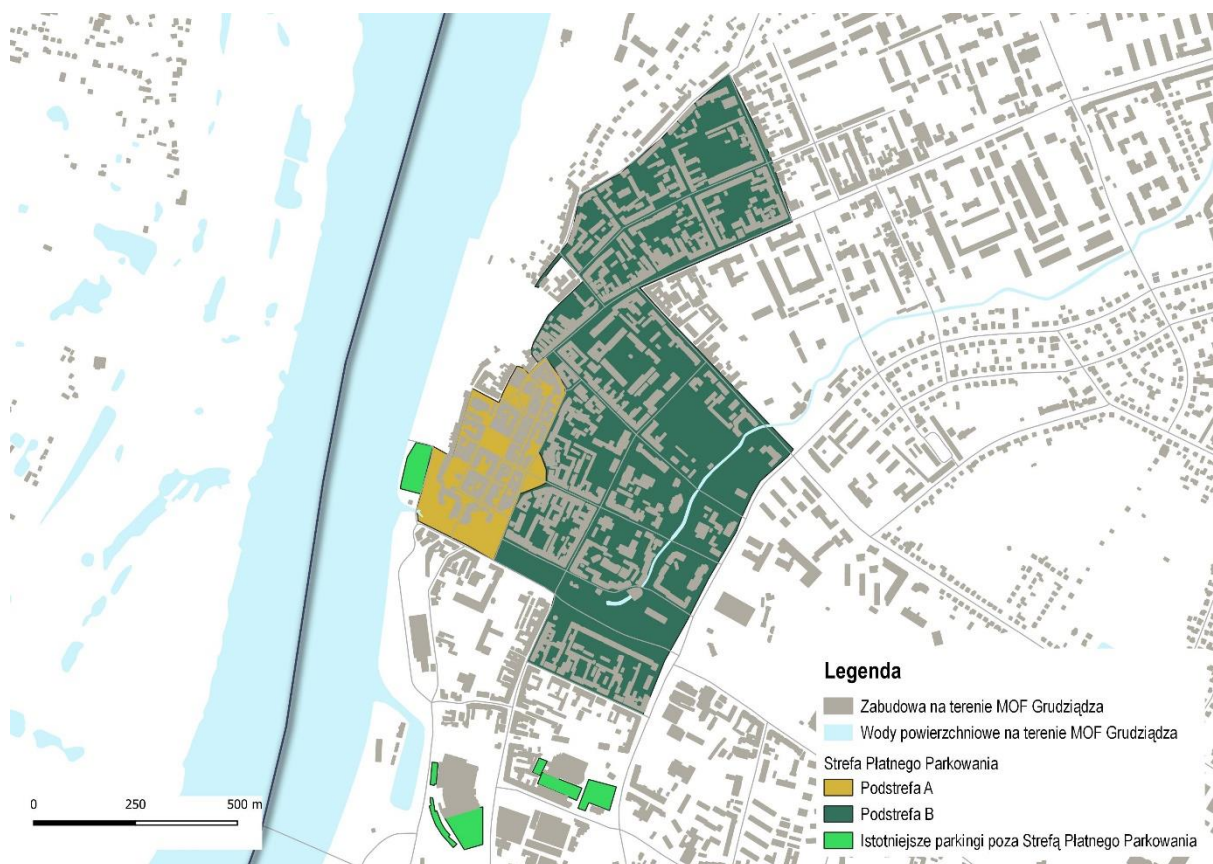 Legenda
Zabudowa na terenie MOF Grudziądza
Wody powierzchniowe na terenie MOF Grudziądza
Strefa Płatnego Parkowania
Podstrefa A
Podstrefa B
Istotniejsze parkingi poza Strefą Płatnego Parkowania
0 250 500 m